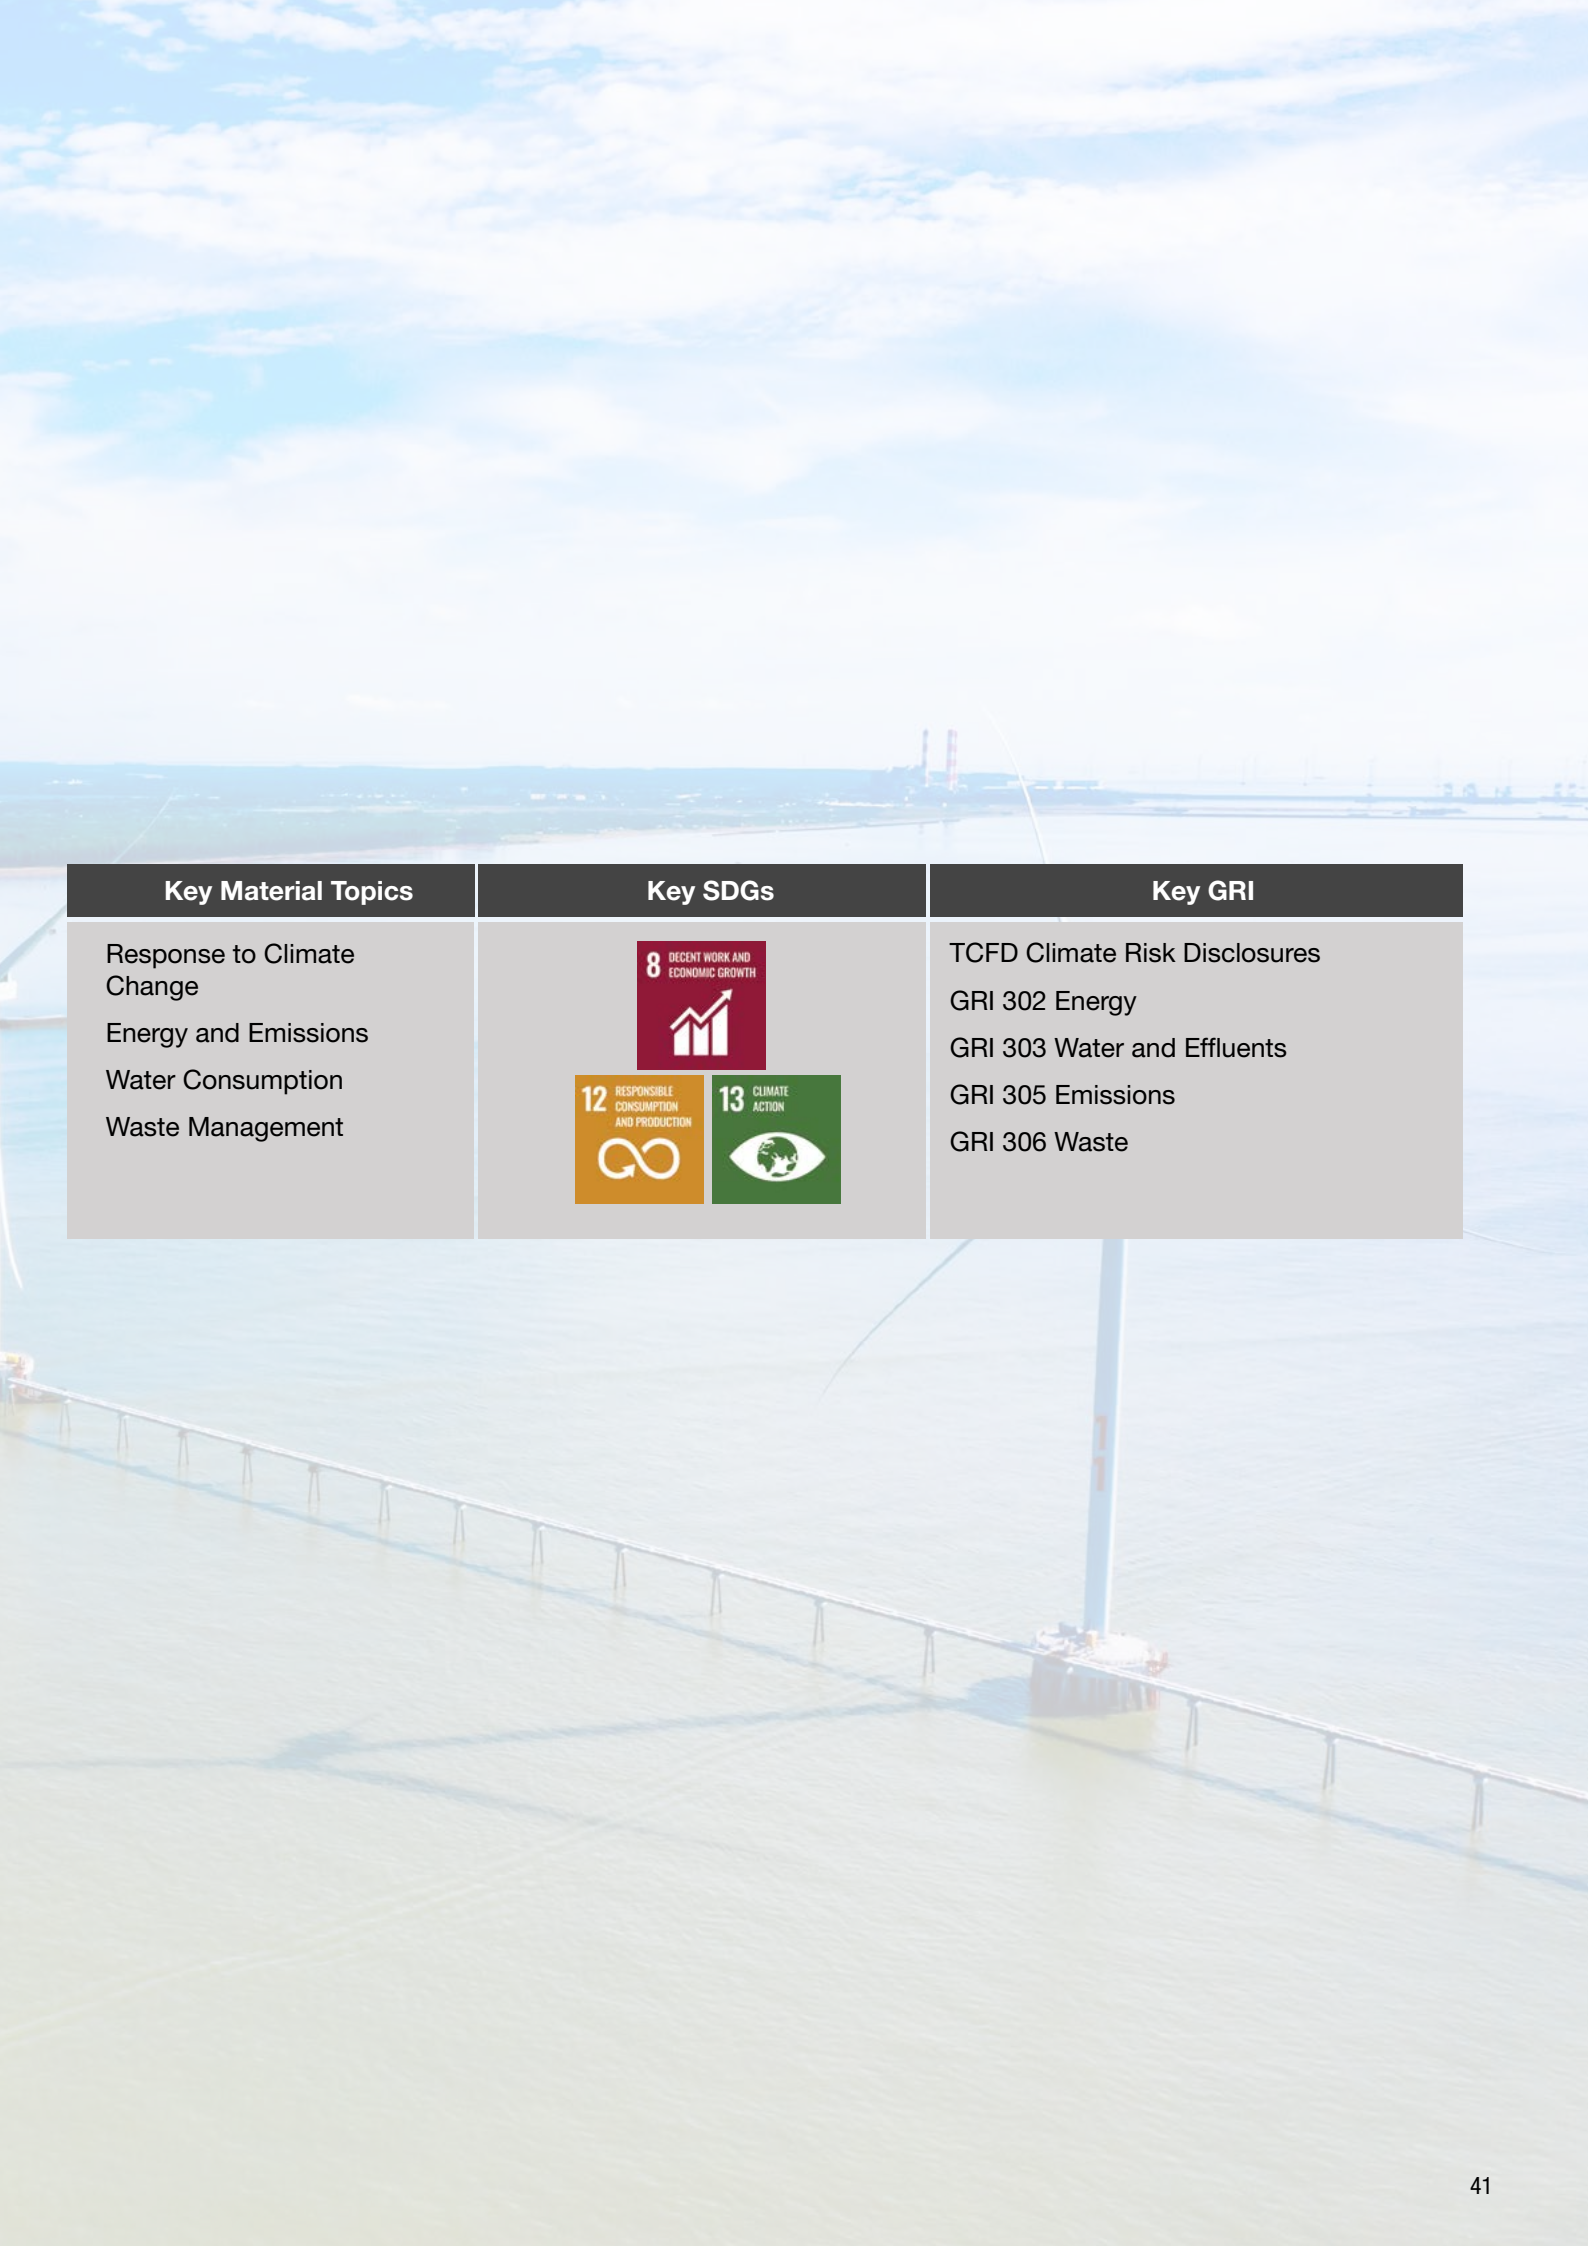 Key Material Topics
Key SDGs
Key GRI
Response to Climate
Change
Energy and Emissions
Water Consumption
Waste Management
8 DECENT WORK AND
ECONOMIC GROWTH
12 RESPONSIBLE
CONSUMPTION
AND PRODUCTION
13 CLIMATE
ACTION
TCFD Climate Risk Disclosures
GRI 302 Energy
GRI 303 Water and Effluents
GRI 305 Emissions
GRI 306 Waste
1
1
41